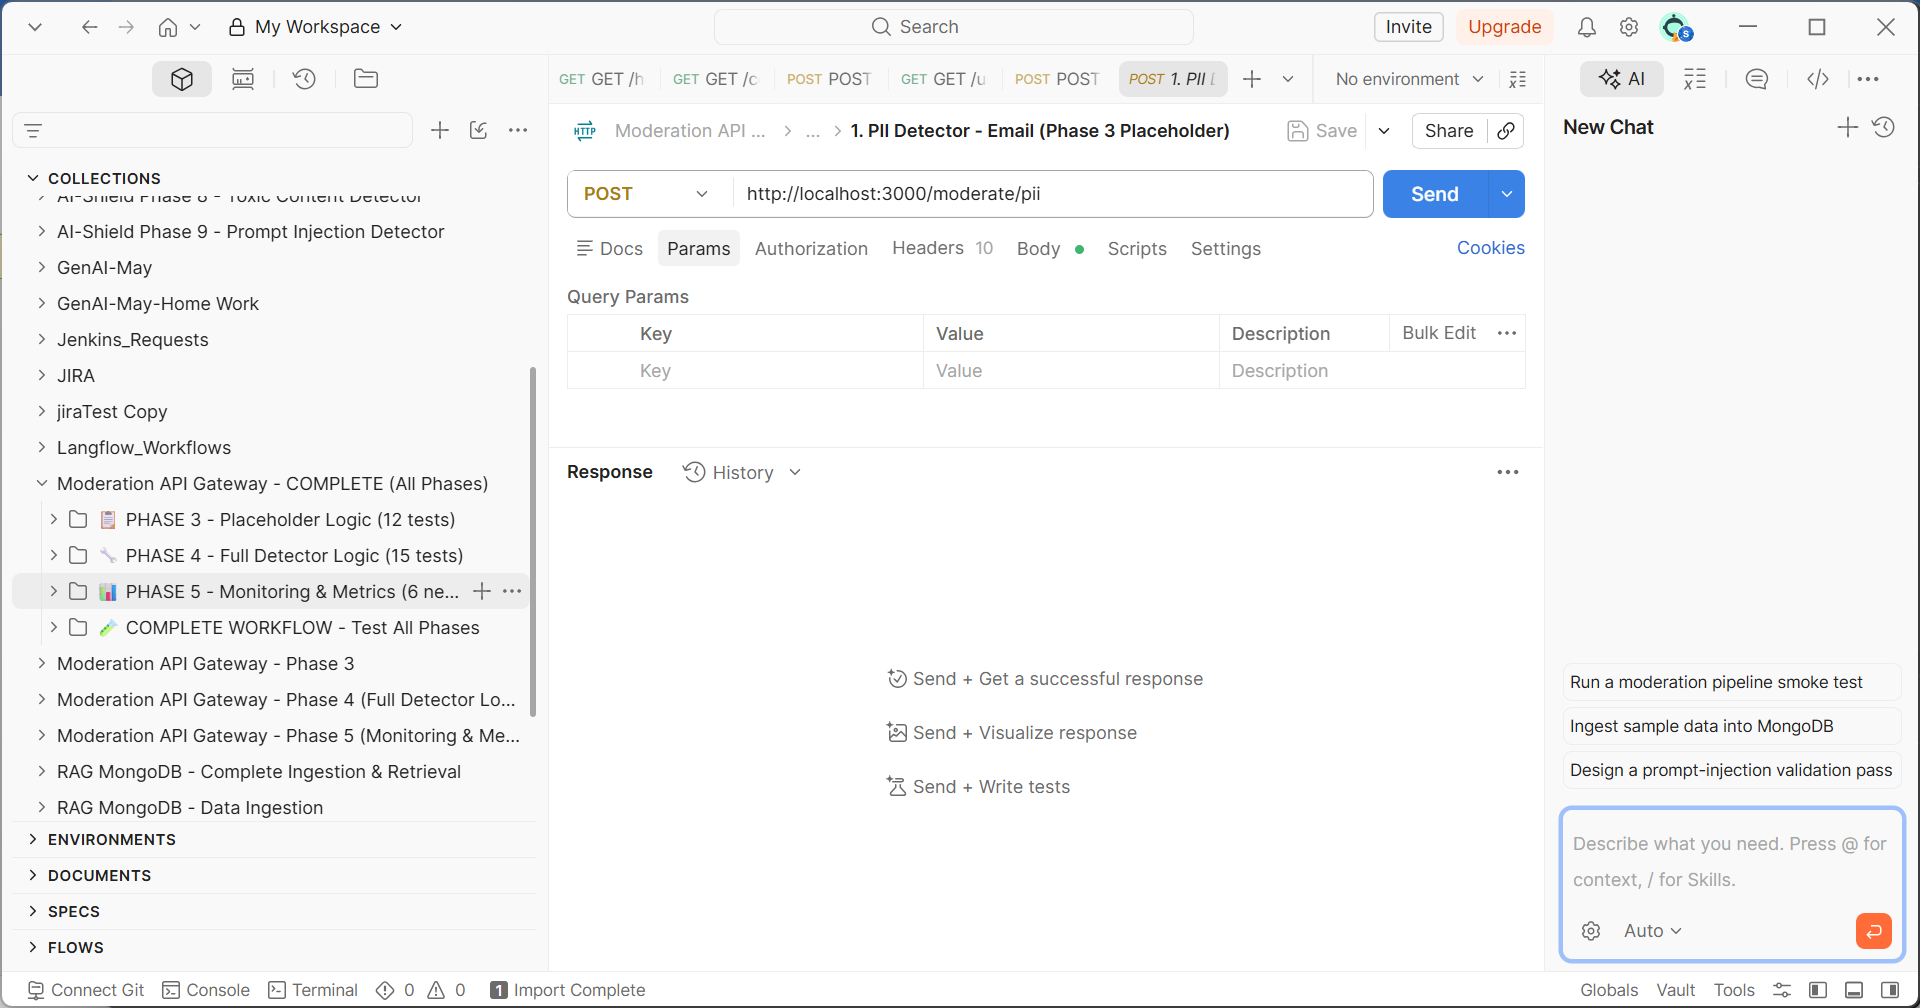 My Workspace
Search
Invite
Upgrade
S
GET GET /h
GET GET /c
POST POST
GET GET /u
POST POST
POST 1. PII
No environment
AI
HTTP Moderation API ... > ... > 1. PII Detector - Email (Phase 3 Placeholder)
Save
Share
New Chat
COLLECTIONS
AI-Shield Phase 8 - Toxic Content Detector
AI-Shield Phase 9 - Prompt Injection Detector
GenAI-May
GenAI-May-Home Work
Jenkins_Requests
JIRA
jiraTest Copy
Langflow_Workflows
Moderation API Gateway - COMPLETE (All Phases)
PHASE 3 - Placeholder Logic (12 tests)
PHASE 4 - Full Detector Logic (15 tests)
PHASE 5 - Monitoring & Metrics (6 ne...
COMPLETE WORKFLOW - Test All Phases
Moderation API Gateway - Phase 3
Moderation API Gateway - Phase 4 (Full Detector Lo...
Moderation API Gateway - Phase 5 (Monitoring & Me...
RAG MongoDB - Complete Ingestion & Retrieval
RAG MongoDB - Data Ingestion
ENVIRONMENTS
DOCUMENTS
SPECS
FLOWS
POST
http://localhost:3000/moderate/pii
Send
Docs
Params
Authorization
Headers 10
Body
Scripts
Settings
Cookies
Query Params
Key Value Description Bulk Edit
Key Value Description
Response
History
Send + Get a successful response
Send + Visualize response
Send + Write tests
Run a moderation pipeline smoke test
Ingest sample data into MongoDB
Design a prompt-injection validation pass
Describe what you need. Press @ for
context, / for Skills.
Auto
Connect Git
Console
Terminal
0
0
1 Import Complete
Globals
Vault
Tools